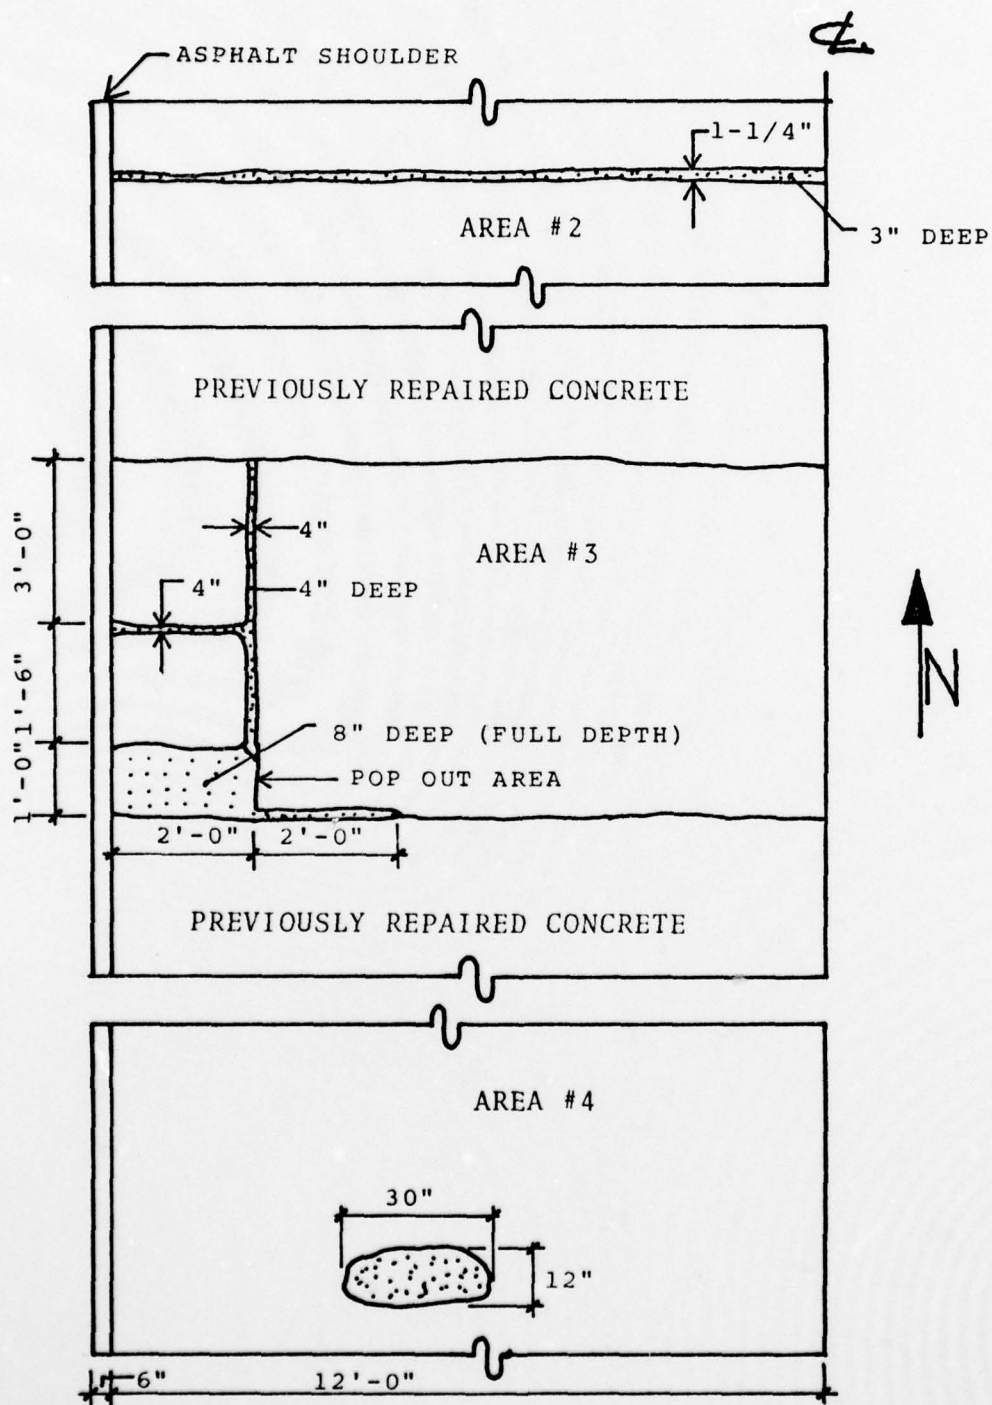 ℄
ASPHALT SHOULDER
1-1/4"
AREA #2
3" DEEP
PREVIOUSLY REPAIRED CONCRETE
3'-0"
4"
AREA #3
4"
4" DEEP
N
1'-6"
8" DEEP (FULL DEPTH)
POP OUT AREA
1'-0"
2'-0"
2'-0"
PREVIOUSLY REPAIRED CONCRETE
AREA #4
30"
12"
6"
12'-0"